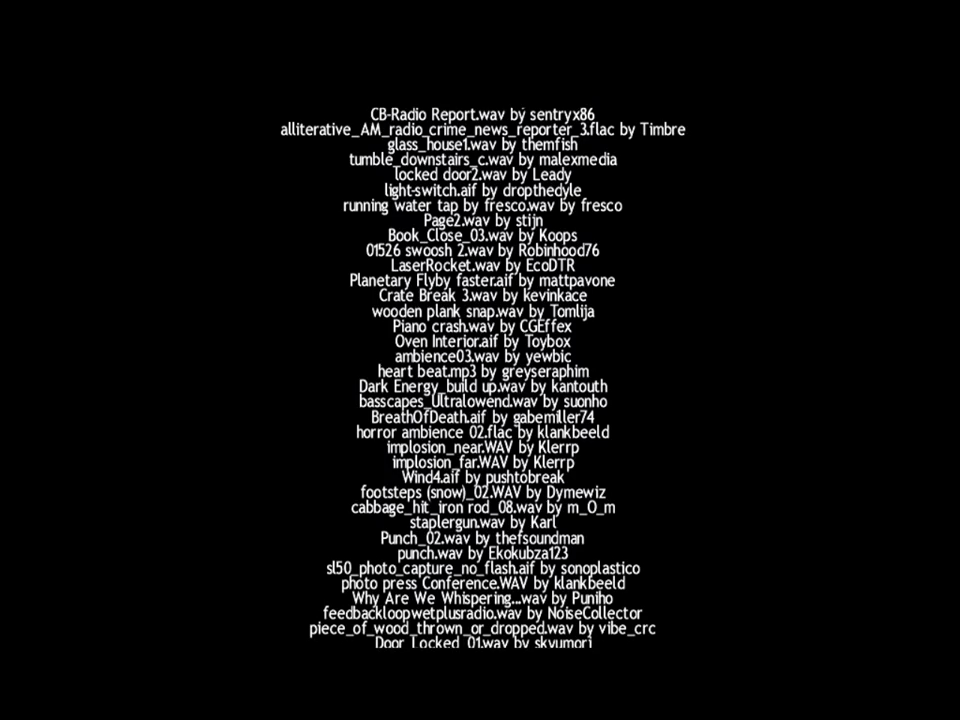 CB-Radio Report.wav by sentryx86
alliterative_AM_radio_crime_news_reporter_3.flac by Timbre
glass_house1.wav by themfish
tumble_downstairs_c.wav by malexmedia
locked door2.wav by Leady
light-switch.aif by dropthedyle
running water tap by fresco.wav by fresco
Page2.wav by stijn
Book_Close_03.wav by Koops
01526 swoosh 2.wav by Robinhood76
LaserRocket.wav by EcoDTR
Planetary Flyby faster.aif by mattpavone
Crate Break 3.wav by kevinkace
wooden plank snap.wav by Tomlija
Piano crash.wav by CGEffex
Oven Interior.aif by Toybox
ambience03.wav by yewbic
heart beat.mp3 by greyseraphim
Dark Energy_build up.wav by kantouth
basscapes_Ultralowend.wav by suonho
BreathOfDeath.aif by gabemiller74
horror ambience 02.flac by klankbeeld
implosion_near.WAV by Klerrp
implosion_far.WAV by Klerrp
Wind4.aif by pushtobreak
footsteps (snow)_02.WAV by Dymewiz
cabbage_hit_iron rod_08.wav by m_O_m
staplergun.wav by Karl
Punch_02.wav by thefsoundman
punch.wav by Ekokubza123
sl50_photo_capture_no_flash.aif by sonoplastico
photo press Conference.WAV by klankbeeld
Why Are We Whispering...wav by Puniho
feedbackloopwetplusradio.wav by NoiseCollector
piece_of_wood_thrown_or_dropped.wav by vibe_crc
Door_Locked_01.wav by skyumori